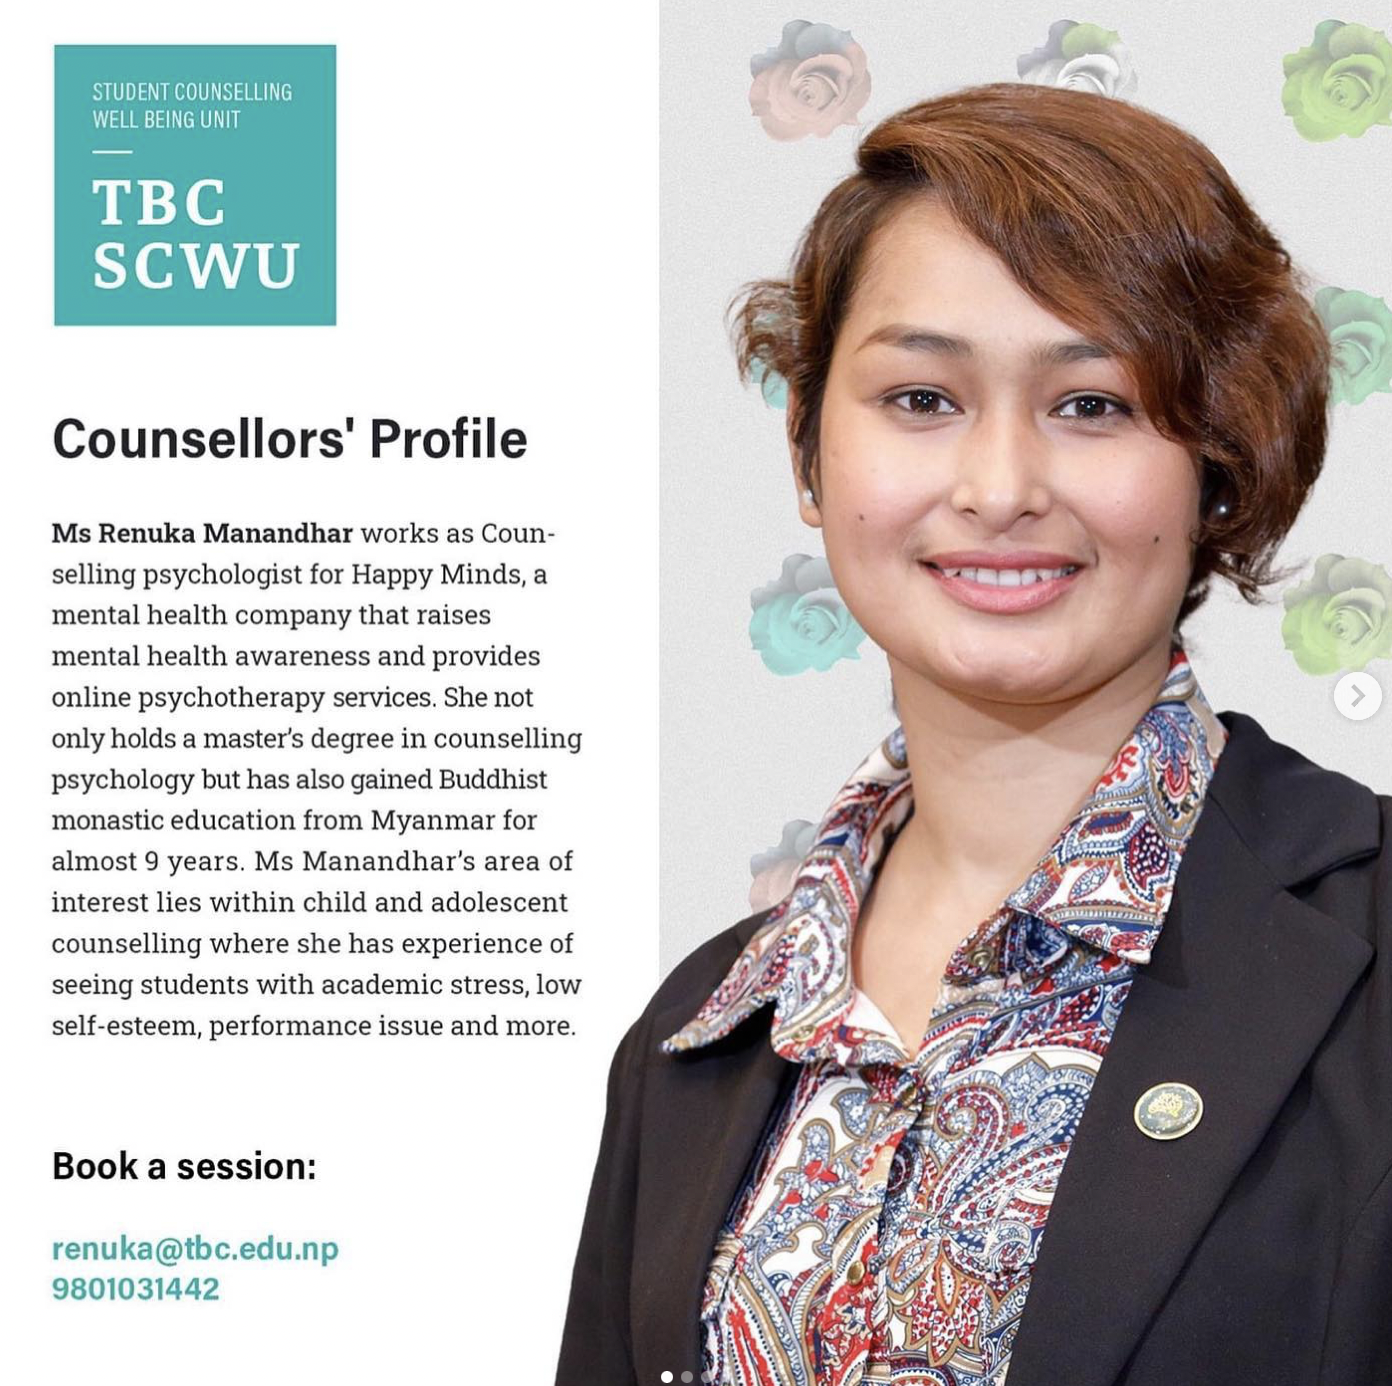 STUDENT COUNSELLING
WELL BEING UNIT
TBC
SCWU
Counsellors' Profile
Ms Renuka Manandhar works as Coun-
selling psychologist for Happy Minds, a
mental health company that raises
mental health awareness and provides
online psychotherapy services. She not
only holds a master's degree in counselling
psychology but has also gained Buddhist
monastic education from Myanmar for
almost 9 years. Ms Manandhar's area of
interest lies within child and adolescent
counselling where she has experience of
seeing students with academic stress, low
self-esteem, performance issue and more.
Book a session:
renuka@tbc.edu.np
9801031442